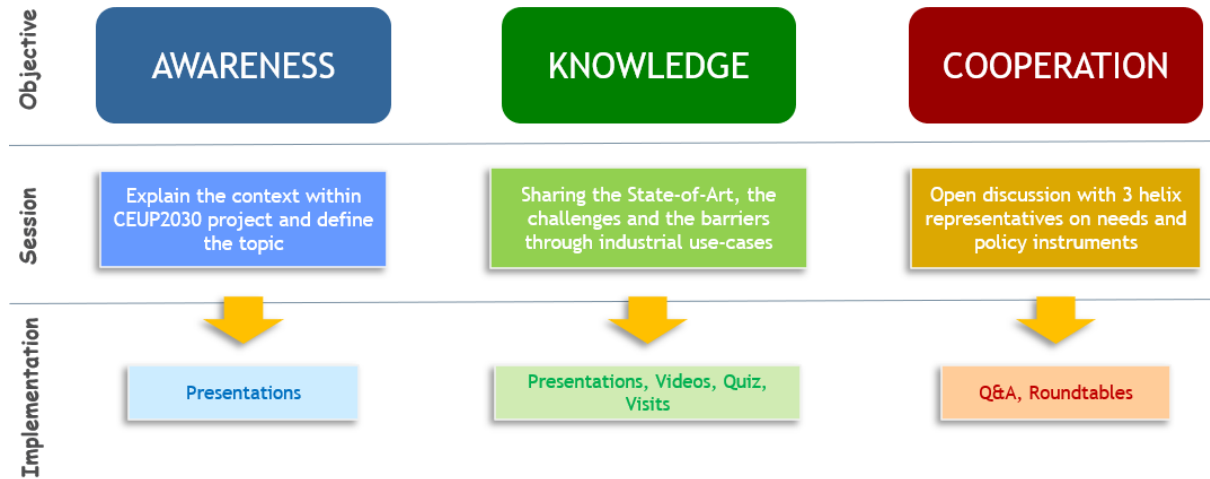 Objective
AWARENESS
KNOWLEDGE
COOPERATION
Session
Explain the context within
CEUP2030 project and define
the topic
Sharing the State-of-Art, the
challenges and the barriers
through industrial use-cases
Open discussion with 3 helix
representatives on needs and
policy instruments
Implementation
Presentations
Presentations, Videos, Quiz,
Visits
Q&A, Roundtables